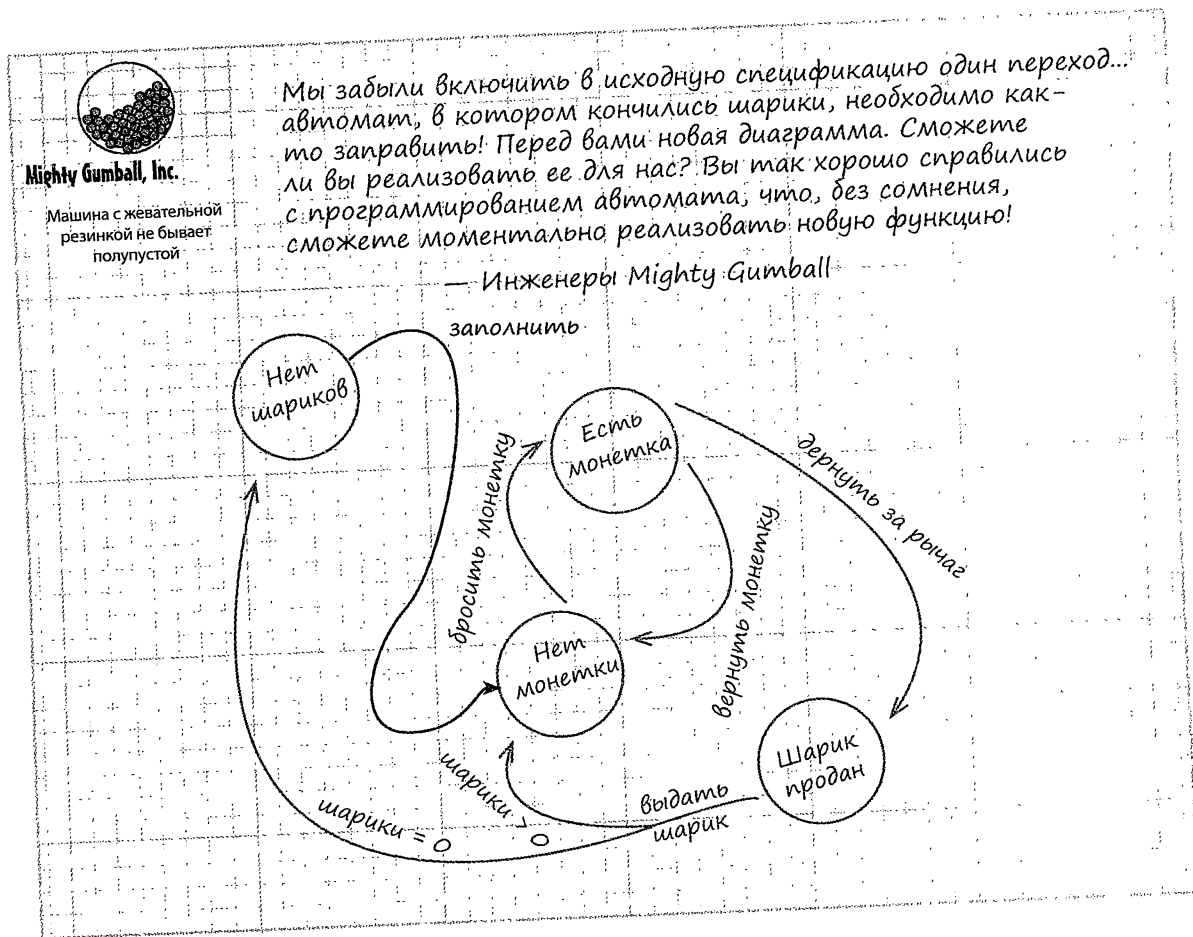 Мы забыли включить в исходную спецификацию один переход...
автомат, в котором кончились шарики, необходимо как-
то заправить! Перед вами новая диаграмма. Сможете
ли вы реализовать ее для нас? Вы так хорошо справились
с программированием автомата, что, без сомнения,
сможете моментально реализовать новую функцию!
— Инженеры Mighty Gumball
Mighty Gumball, Inc.
Машина с жевательной
резинкой не бывает
полупустой
заполнить
Нет
шариков
Есть
монетка
дернуть за рычаг
бросить монетку
вернуть монетку
Нет
монетки
Шарик
продан
выдать
шарик
шарики > 0
шарики = 0